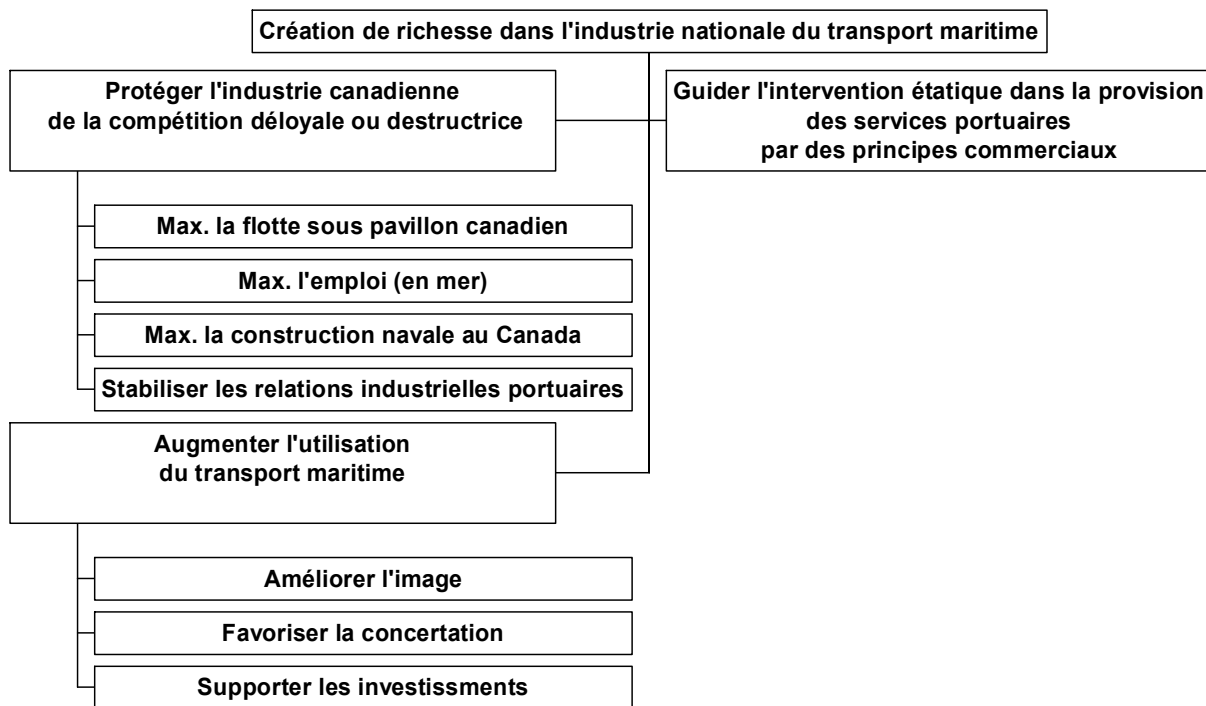 Création de richesse dans l'industrie nationale du transport maritime
Protéger l'industrie canadienne
de la compétition déloyale ou destructrice
Guider l'intervention étatique dans la provision
des services portuaires
par des principes commerciaux
Max. la flotte sous pavillon canadien
Max. l'emploi (en mer)
Max. la construction navale au Canada
Stabiliser les relations industrielles portuaires
Augmenter l'utilisation
du transport maritime
Améliorer l'image
Favoriser la concertation
Supporter les investissments